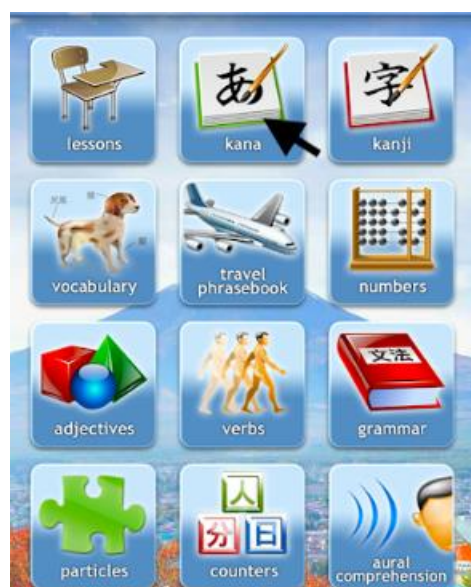 あ
字
lessons
kana
kanji
vocabulary
travel
phrasebook
numbers
adjectives
verbs
文法
grammar
人
分 日
particles
counters
aural
comprehension